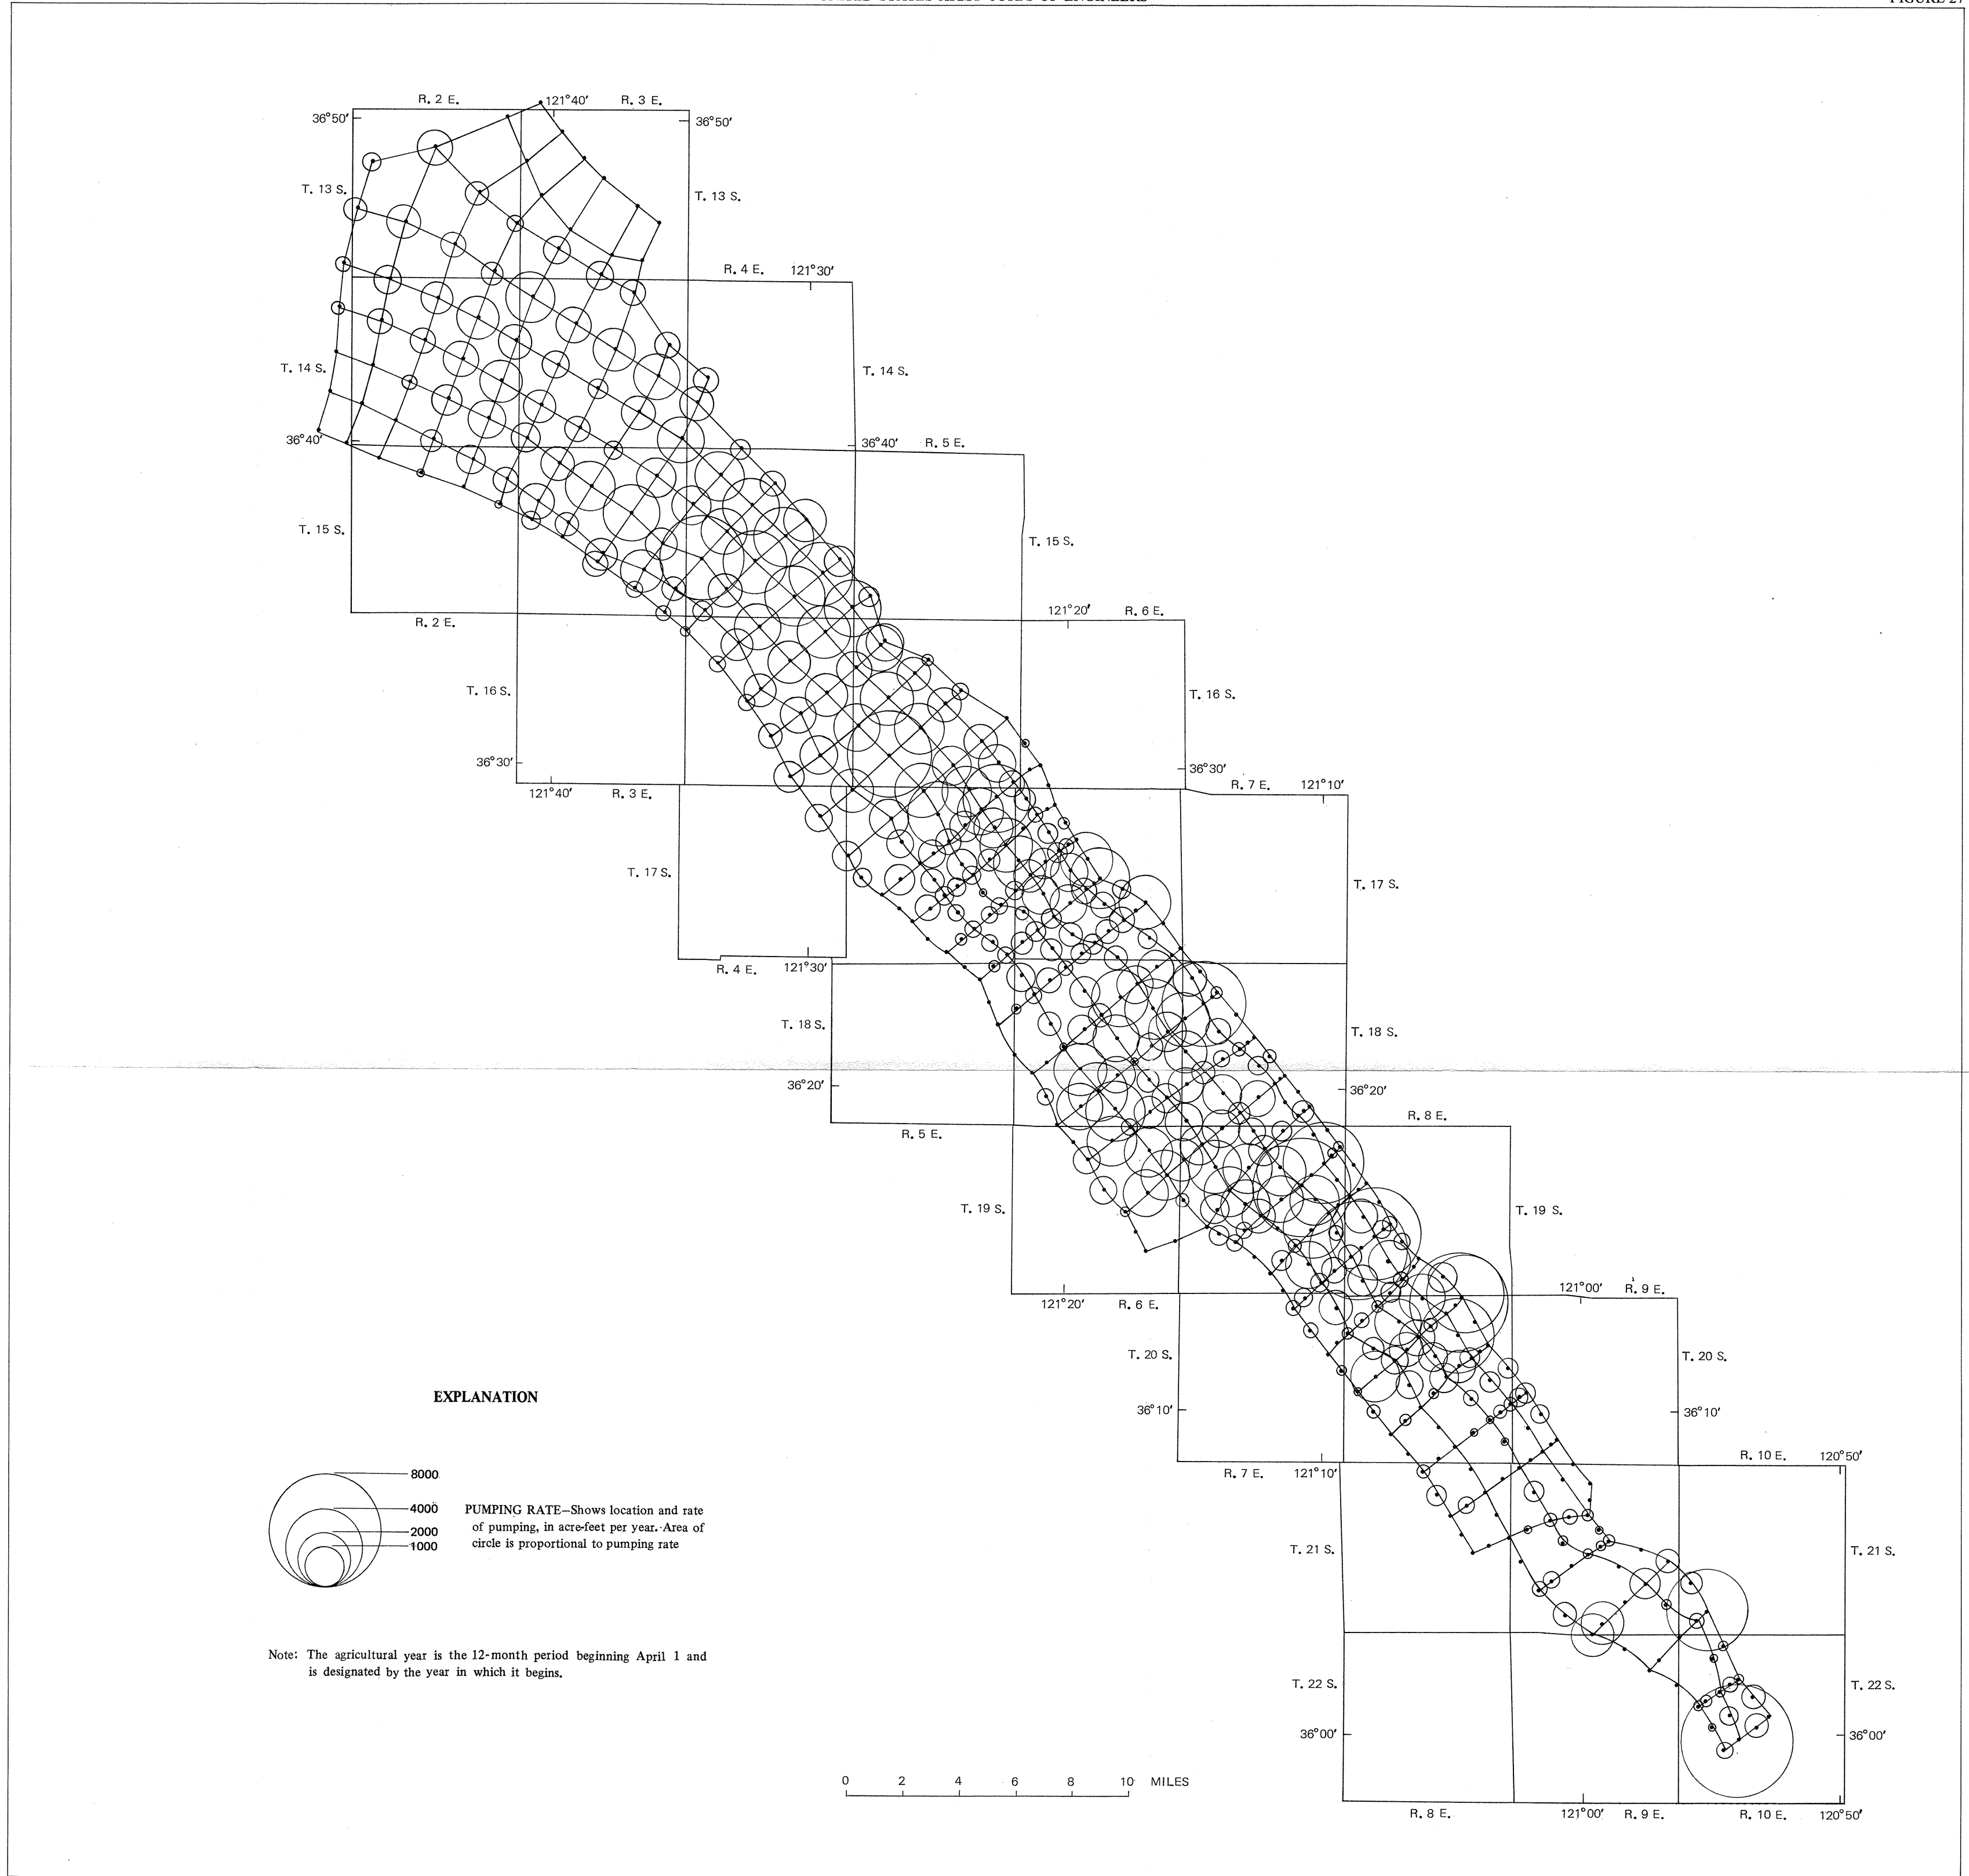 FIGURE 27
R. 2 E. 121°40′ R. 3 E.
36°50′ 36°50′
T. 13 S. T. 13 S.
R. 4 E. 121°30′
T. 14 S. T. 14 S.
36°40′ 36°40′ R. 5 E.
T. 15 S. T. 15 S.
R. 2 E. 121°20′ R. 6 E.
T. 16 S. T. 16 S.
36°30′ 36°30′
121°40′ R. 3 E. R. 7 E. 121°10′
T. 17 S. T. 17 S.
R. 4 E. 121°30′
T. 18 S. T. 18 S.
36°20′ 36°20′
R. 5 E. R. 8 E.
T. 19 S. T. 19 S.
121°20′ R. 6 E. 121°00′ R. 9 E.
T. 20 S. T. 20 S.
36°10′ 36°10′
R. 7 E. 121°10′ R. 10 E. 120°50′
T. 21 S. T. 21 S.
T. 22 S. T. 22 S.
36°00′ 36°00′
R. 8 E. 121°00′ R. 9 E. R. 10 E. 120°50′
EXPLANATION
8000
4000
2000
1000
PUMPING RATE—Shows location and rate
of pumping, in acre-feet per year. Area of
circle is proportional to pumping rate
Note: The agricultural year is the 12-month period beginning April 1 and
is designated by the year in which it begins.
0 2 4 6 8 10 MILES